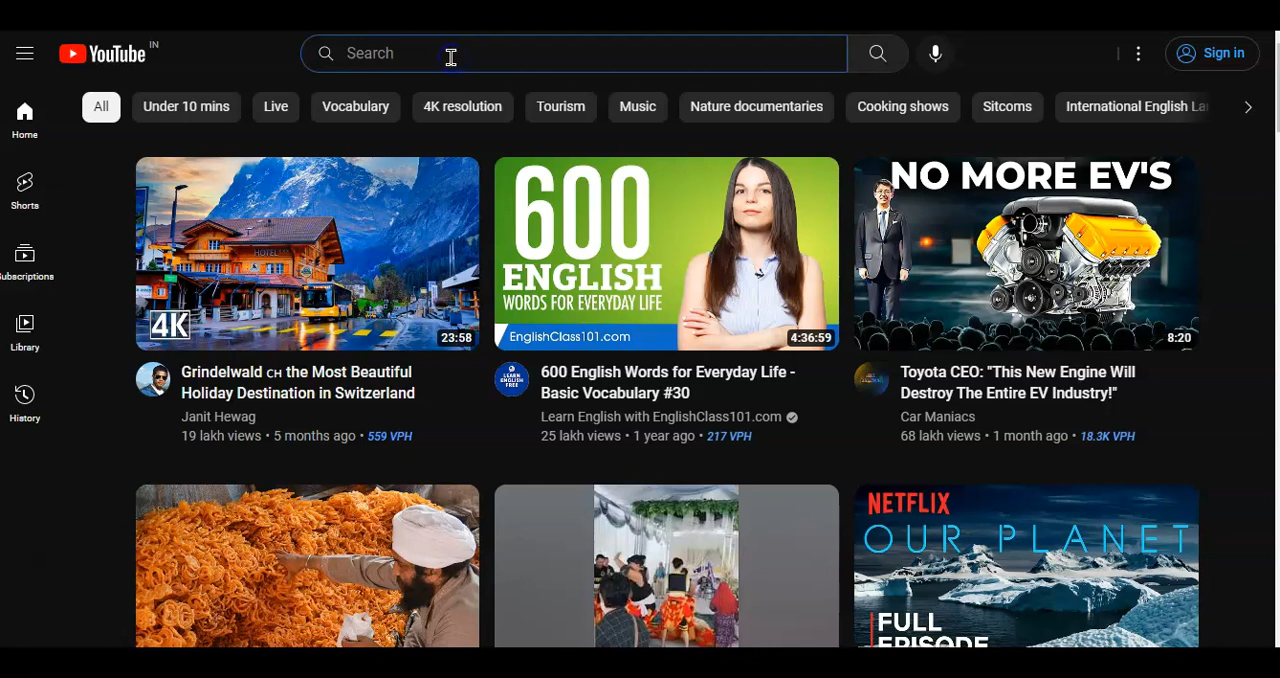 YouTube IN
Search
Sign in
All
Under 10 mins
Live
Vocabulary
4K resolution
Tourism
Music
Nature documentaries
Cooking shows
Sitcoms
International English La
Home
Shorts
Subscriptions
Library
History
HOTEL
4K
23:58
Grindelwald CH the Most Beautiful
Holiday Destination in Switzerland
Janit Hewag
19 lakh views • 5 months ago • 559 VPH
600
ENGLISH
WORDS FOR EVERYDAY LIFE
EnglishClass101.com
4:36:59
LEARN
ENGLISH
FREE
600 English Words for Everyday Life -
Basic Vocabulary #30
Learn English with EnglishClass101.com
25 lakh views • 1 year ago • 217 VPH
NO MORE EV'S
8:20
Toyota CEO: "This New Engine Will
Destroy The Entire EV Industry!"
Car Maniacs
68 lakh views • 1 month ago • 18.3K VPH
NETFLIX
OUR PLANET
FULL
EPISODE